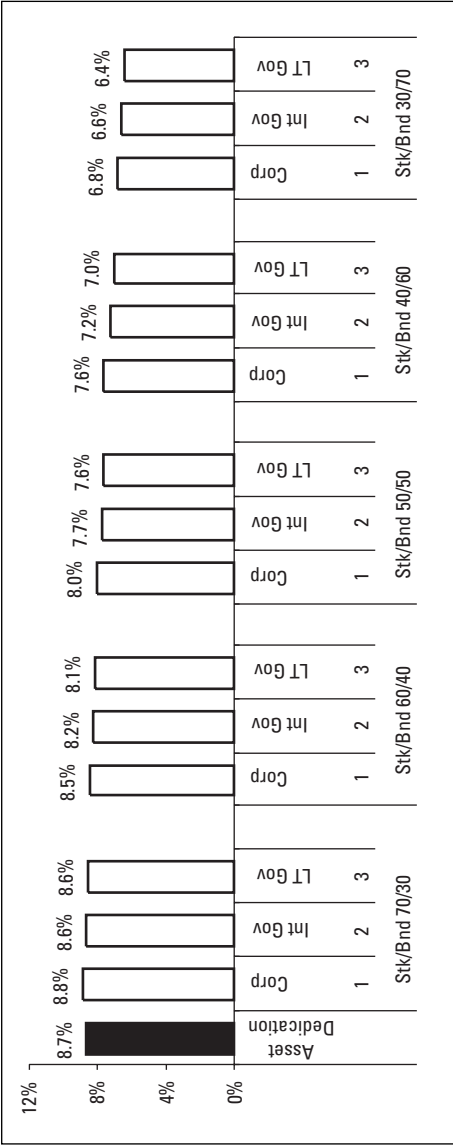 12%
8%
4%
0%
8.7%
8.8%
8.6%
8.6%
8.5%
8.2%
8.1%
8.0%
7.7%
7.6%
7.6%
7.2%
7.0%
6.8%
6.6%
6.4%
Asset
Dedication
Corp
Int Gov
LT Gov
Corp
Int Gov
LT Gov
Corp
Int Gov
LT Gov
Corp
Int Gov
LT Gov
Corp
Int Gov
LT Gov
1
2
3
1
2
3
1
2
3
1
2
3
1
2
3
Stk/Bnd 70/30
Stk/Bnd 60/40
Stk/Bnd 50/50
Stk/Bnd 40/60
Stk/Bnd 30/70